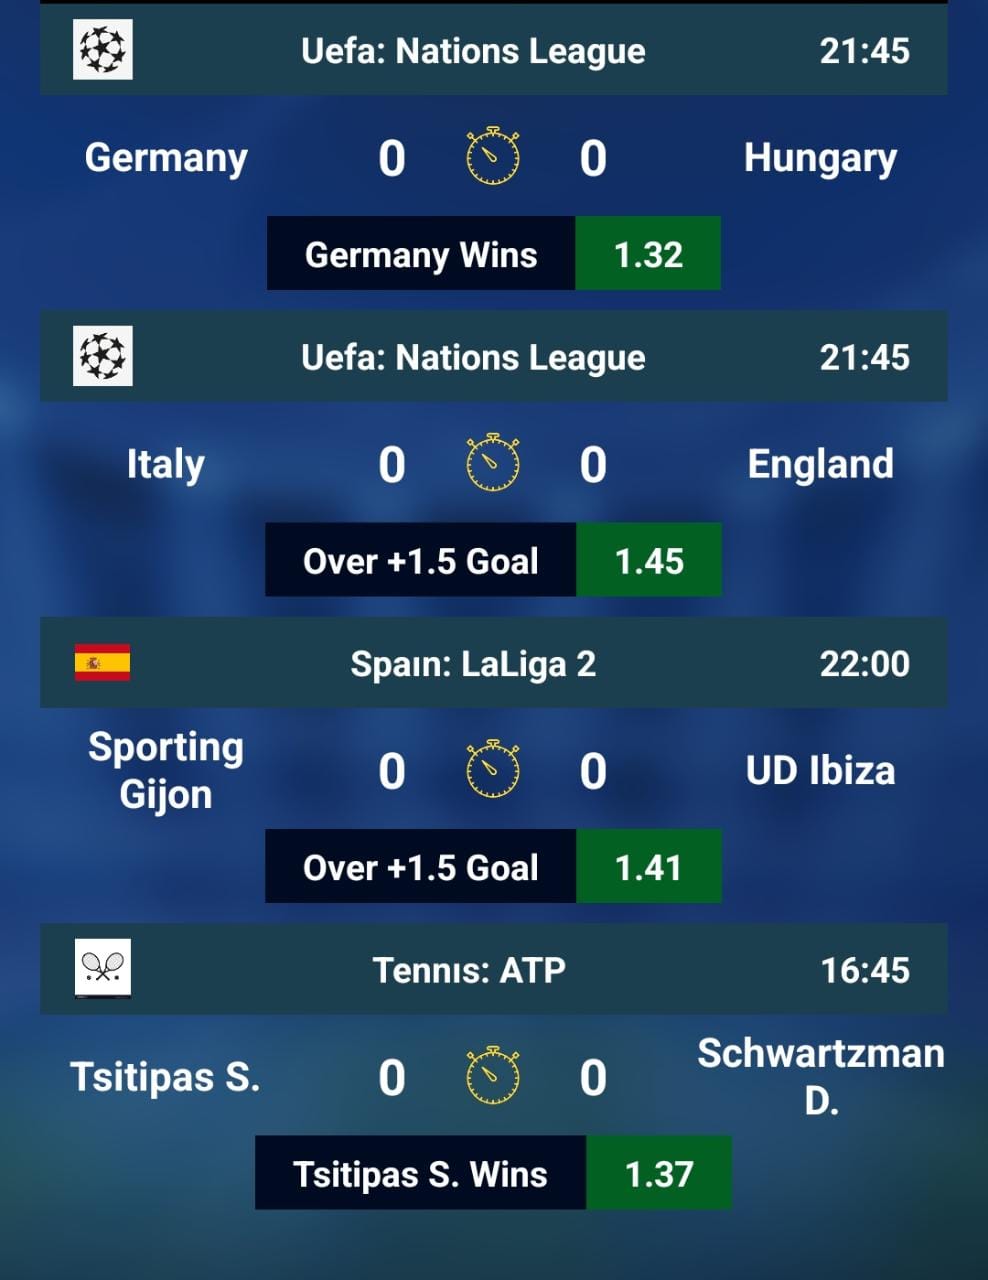 Uefa: Nations League 21:45
Germany 0 0 Hungary
Germany Wins 1.32
Uefa: Nations League 21:45
Italy 0 0 England
Over +1.5 Goal 1.45
Spaın: LaLiga 2 22:00
Sporting
Gijon 0 0 UD Ibiza
Over +1.5 Goal 1.41
Tennıs: ATP 16:45
Tsitipas S. 0 0 Schwartzman
D.
Tsitipas S. Wins 1.37